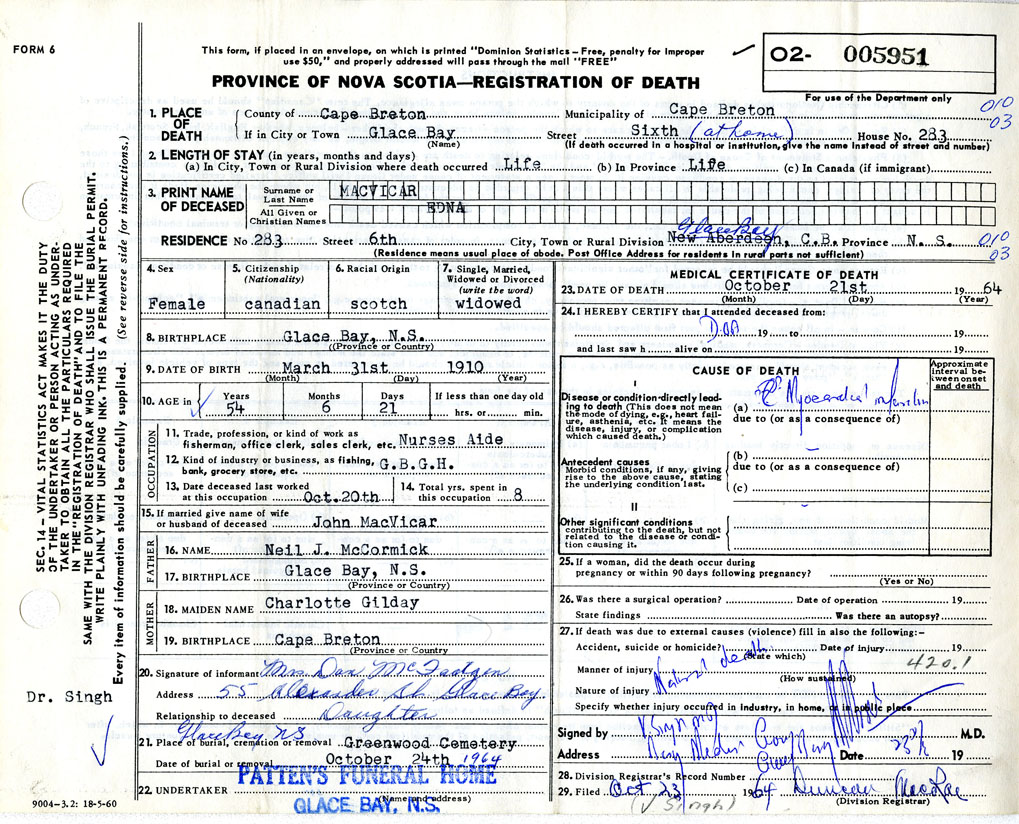 FORM 6
This form, if placed in an envelope, on which is printed "Dominion Statistics – Free, penalty for improper
use $50," and properly addressed will pass through the mail "FREE"
02- 005951
For use of the Department only
PROVINCE OF NOVA SCOTIA—REGISTRATION OF DEATH
010
03
1. PLACE OF DEATH
County of Cape Breton Municipality of Cape Breton
If in City or Town Glace Bay Street Sixth (at home) House No. 283
(Name) (If death occurred in a hospital or institution, give the name instead of street and number)
2. LENGTH OF STAY (in years, months and days)
(a) In City, Town or Rural Division where death occurred Life (b) In Province Life (c) In Canada (if immigrant)
3. PRINT NAME OF DECEASED
Surname or Last Name MACVICAR
All Given or Christian Names EDNA
Glace Bay
RESIDENCE No. 283 Street 6th City, Town or Rural Division New Aberdeen, C.B. Province N. S. 010
03
(Residence means usual place of abode. Post Office Address for residents in rural parts not sufficient)
4. Sex
Female
5. Citizenship
(Nationality)
canadian
6. Racial Origin
scotch
7. Single, Married,
Widowed or Divorced
(write the word)
widowed
8. BIRTHPLACE Glace Bay, N.S.
(Province or Country)
9. DATE OF BIRTH March 31st 1910
(Month) (Day) (Year)
10. AGE in Years Months Days If less than one day old
54 6 21 hrs. or min.
OCCUPATION
11. Trade, profession, or kind of work as
fisherman, office clerk, sales clerk, etc. Nurses Aide
12. Kind of industry or business, as fishing,
bank, grocery store, etc. G.B.G.H.
13. Date deceased last worked
at this occupation Oct.20th
14. Total yrs. spent in
this occupation 8
15. If married give name of wife
or husband of deceased John MacVicar
FATHER
16. NAME Neil J. McCormick
17. BIRTHPLACE Glace Bay, N.S.
(Province or Country)
MOTHER
18. MAIDEN NAME Charlotte Gilday
19. BIRTHPLACE Cape Breton
(Province or Country)
20. Signature of informant Mrs Dan McFadgen
Address 55 Alexander St. Glace Bay
Relationship to deceased Daughter
Glace Bay NS
21. Place of burial, cremation or removal Greenwood Cemetery
Date of burial or removal October 24th 1964
22. UNDERTAKER PATTEN'S FUNERAL HOME
(Name and address)
GLACE BAY, N.S.
9004–3.2: 18-5-60
MEDICAL CERTIFICATE OF DEATH
23. DATE OF DEATH October 21st 1964
(Month) (Day) (Year)
24. I HEREBY CERTIFY that I attended deceased from:
D.O.A 19 to 19
and last saw h alive on 19
CAUSE OF DEATH
Approximate interval between onset and death
I
Disease or condition directly leading to death (This does not mean the mode of dying, e.g., heart failure, asthenia, etc. It means the disease, injury, or complication which caused death.)
(a) Myocardial infarction
due to (or as a consequence of)
Antecedent causes
Morbid conditions, if any, giving rise to the above cause, stating the underlying condition last.
(b)
due to (or as a consequence of)
(c)
II
Other significant conditions
contributing to the death, but not related to the disease or condition causing it.
25. If a woman, did the death occur during
pregnancy or within 90 days following pregnancy?
(Yes or No)
26. Was there a surgical operation? Date of operation 19
State findings Was there an autopsy?
27. If death was due to external causes (violence) fill in also the following:–
Accident, suicide or homicide? Date of injury 19
(State which)
Manner of injury Natural death 420.1
(How sustained)
Nature of injury
Specify whether injury occurred in industry, in home, or in public place
Signed by V Singh MD M.D.
Address Date 23 19
28. Division Registrar's Record Number
29. Filed Oct 23 1964 Duncan MacRae
(V Singh) (Division Registrar)
SEC. 14 – VITAL STATISTICS ACT MAKES IT THE DUTY
OF THE UNDERTAKER OR PERSON ACTING AS UNDER-
TAKER TO OBTAIN ALL THE PARTICULARS REQUIRED
IN THE "REGISTRATION OF DEATH" AND TO FILE THE
SAME WITH THE DIVISION REGISTRAR WHO SHALL ISSUE THE BURIAL PERMIT.
WRITE PLAINLY WITH UNFADING INK. THIS IS A PERMANENT RECORD.
Every item of information should be carefully supplied. (See reverse side for instructions.)
Dr. Singh